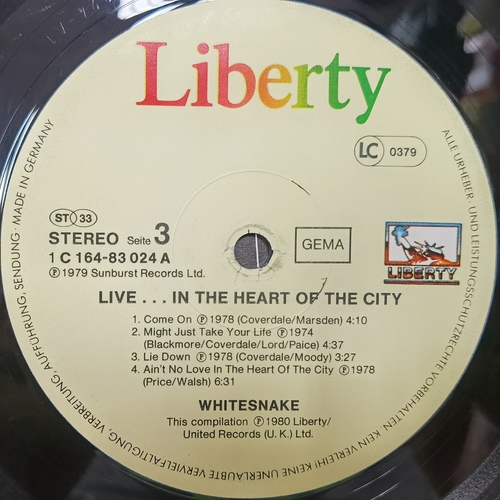 Liberty
LC 0379
ST 33
STEREO Seite 3
1 C 164-83 024 A
℗ 1979 Sunburst Records Ltd.
GEMA
LIBERTY
LIVE . . . IN THE HEART OF THE CITY
1. Come On ℗ 1978 (Coverdale/Marsden) 4:10
2. Might Just Take Your Life ℗ 1974
(Blackmore/Coverdale/Lord/Paice) 4:37
3. Lie Down ℗ 1978 (Coverdale/Moody) 3:27
4. Ain't No Love In The Heart Of The City ℗ 1978
(Price/Walsh) 6:31
WHITESNAKE
This compilation ℗ 1980 Liberty/
United Records (U. K.) Ltd.
ALLE URHEBER- UND LEISTUNGSSCHUTZRECHTE VORBEHALTEN. KEIN VERLEIH! KEINE UNERLAUBTE VERVIELFÄLTIGUNG, VERBREITUNG, AUFFÜHRUNG, SENDUNG · MADE IN GERMANY